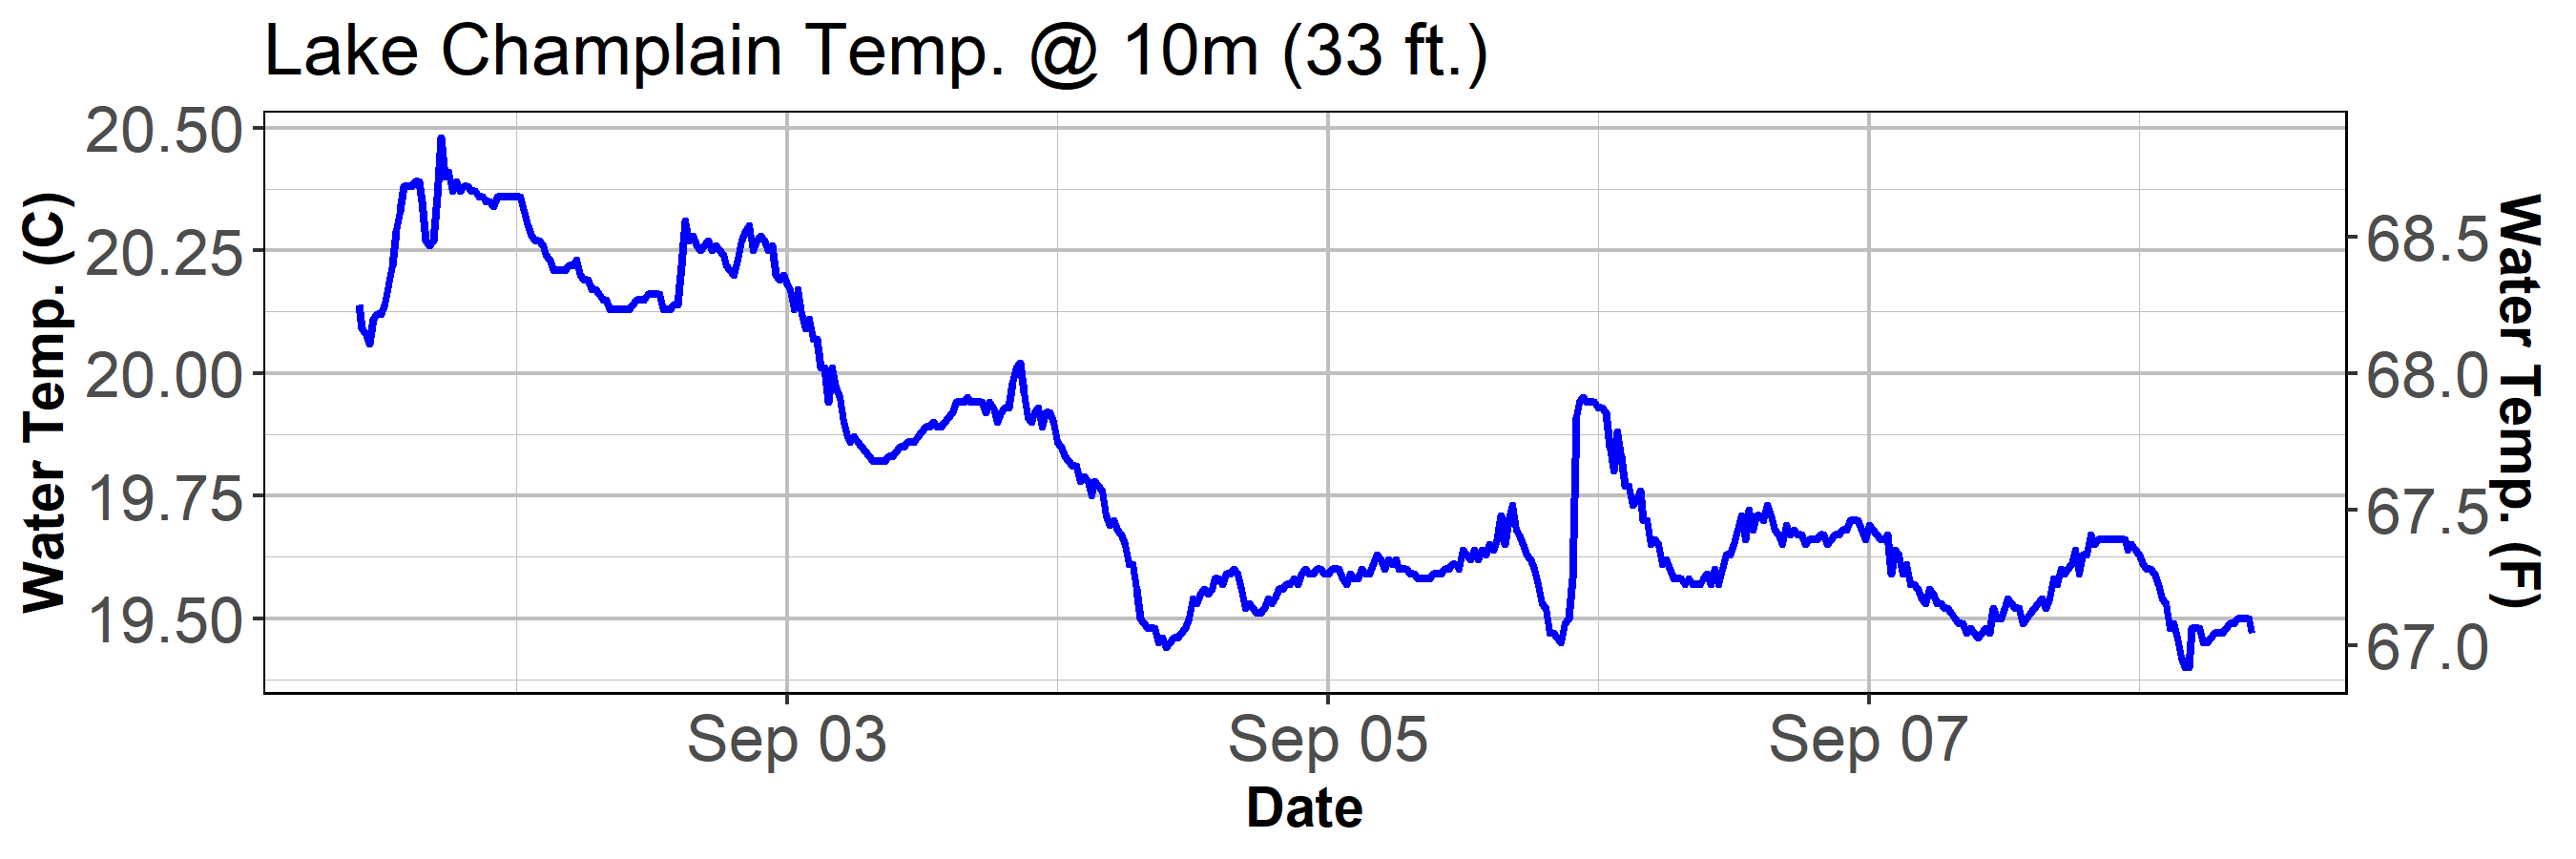 Lake Champlain Temp. @ 10m (33 ft.)
Water Temp. (C)
20.50
20.25
20.00
19.75
19.50
68.5
68.0
67.5
67.0
Water Temp. (F)
Sep 03
Sep 05
Sep 07
Date